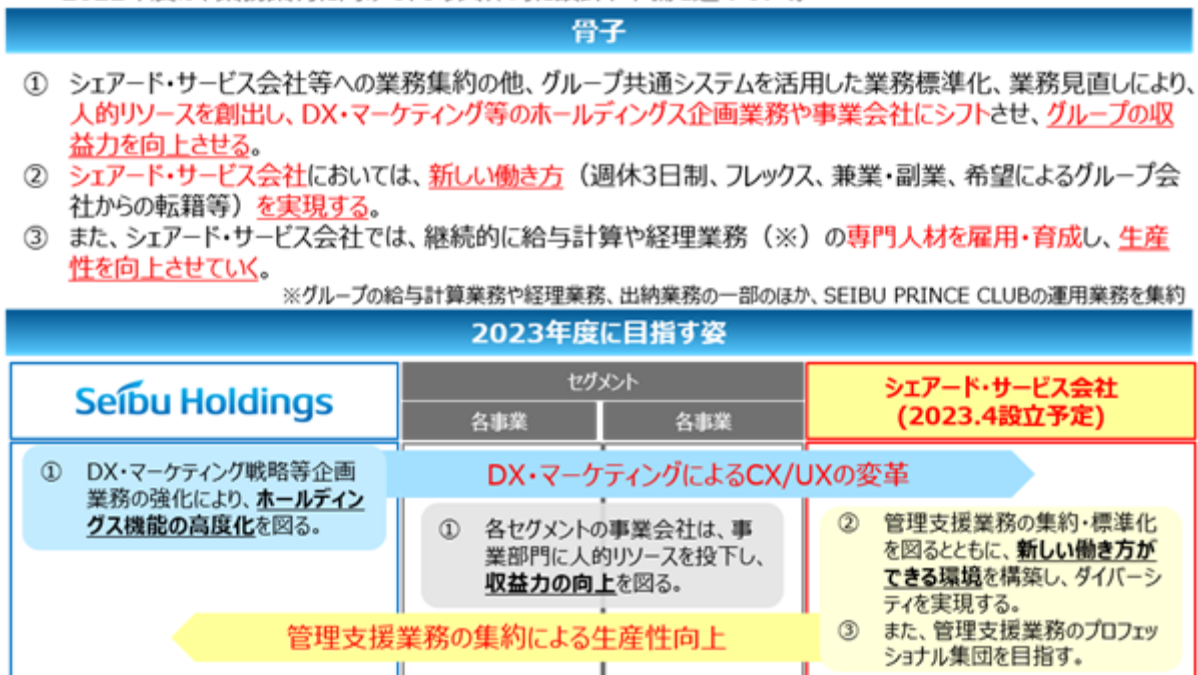 骨子
① シェアード・サービス会社等への業務集約の他、グループ共通システムを活用した業務標準化、業務見直しにより、
人的リソースを創出し、DX・マーケティング等のホールディングス企画業務や事業会社にシフトさせ、グループの収
益力を向上させる。
② シェアード・サービス会社においては、新しい働き方（週休3日制、フレックス、兼業・副業、希望によるグループ会
社からの転籍等）を実現する。
③ また、シェアード・サービス会社では、継続的に給与計算や経理業務（※）の専門人材を雇用・育成し、生産
性を向上させていく。
※グループの給与計算業務や経理業務、出納業務の一部のほか、SEIBU PRINCE CLUBの運用業務を集約
2023年度に目指す姿
Seibu Holdings
セグメント
各事業
各事業
シェアード・サービス会社
(2023.4設立予定)
① DX・マーケティング戦略等企画
業務の強化により、ホールディン
グス機能の高度化を図る。
DX・マーケティングによるCX/UXの変革
① 各セグメントの事業会社は、事
業部門に人的リソースを投下し、
収益力の向上を図る。
② 管理支援業務の集約・標準化
を図るとともに、新しい働き方が
できる環境を構築し、ダイバーシ
ティを実現する。
③ また、管理支援業務のプロフェッ
ショナル集団を目指す。
管理支援業務の集約による生産性向上